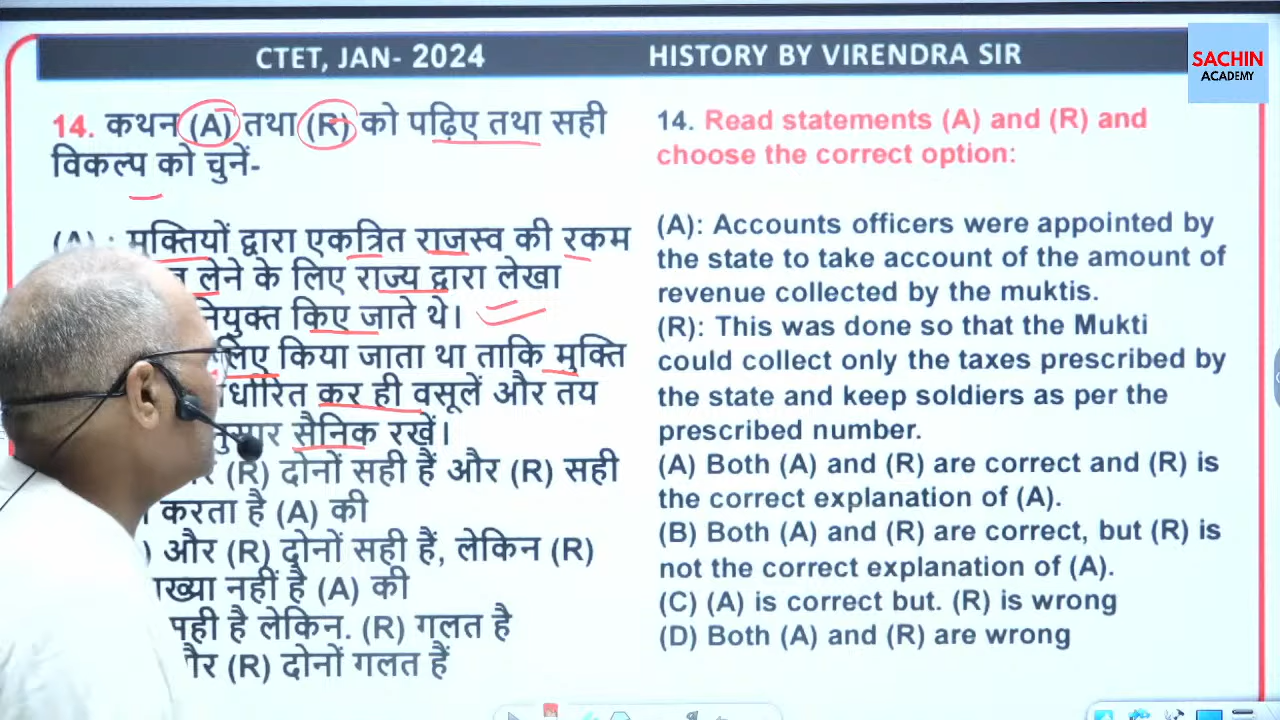 CTET, JAN- 2024 HISTORY BY VIRENDRA SIR
SACHIN
ACADEMY
14. कथन (A) तथा (R) को पढ़िए तथा सही
विकल्प को चुनें-
(A) : मुक्तियों द्वारा एकत्रित राजस्व की रकम
लेने के लिए राज्य द्वारा लेखा
नियुक्त किए जाते थे।
लिए किया जाता था ताकि मुक्ति
कर ही वसूलें और तय
सैनिक रखें।
(R) दोनों सही हैं और (R) सही
करता है (A) की
और (R) दोनों सही हैं, लेकिन (R)
नहीं है (A) की
है लेकिन. (R) गलत है
(R) दोनों गलत हैं
14. Read statements (A) and (R) and
choose the correct option:
(A): Accounts officers were appointed by
the state to take account of the amount of
revenue collected by the muktis.
(R): This was done so that the Mukti
could collect only the taxes prescribed by
the state and keep soldiers as per the
prescribed number.
(A) Both (A) and (R) are correct and (R) is
the correct explanation of (A).
(B) Both (A) and (R) are correct, but (R) is
not the correct explanation of (A).
(C) (A) is correct but. (R) is wrong
(D) Both (A) and (R) are wrong